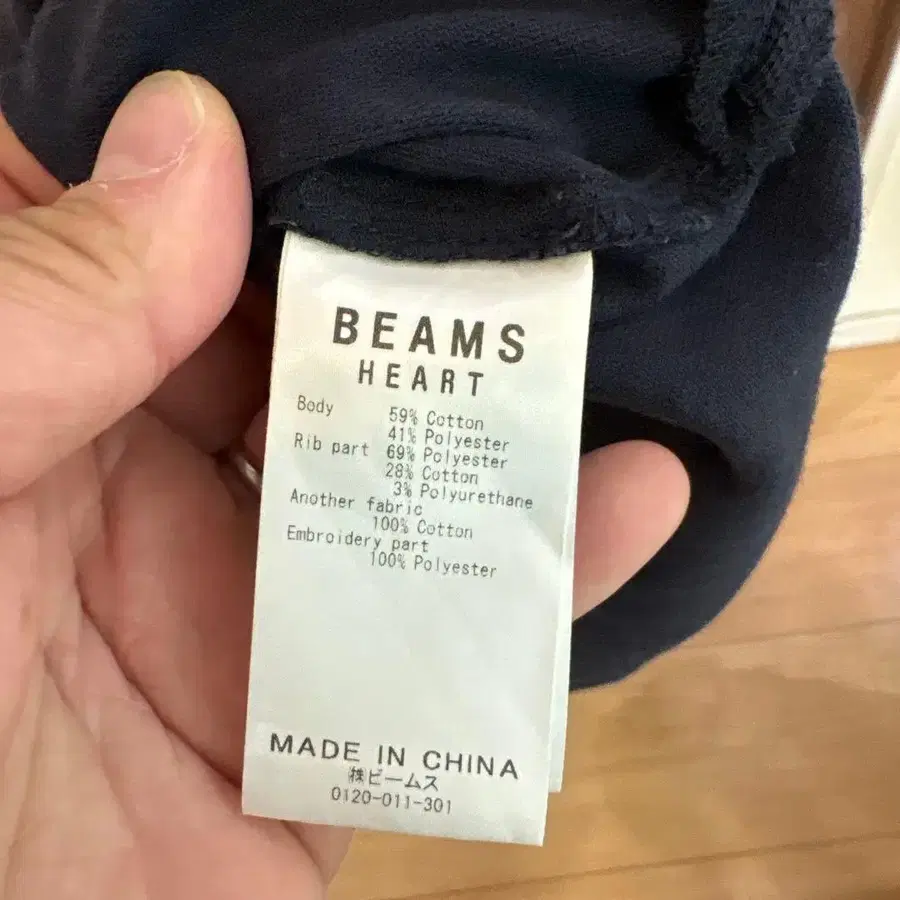 BEAMS
HEART
Body 59% Cotton
41% Polyester
Rib part 69% Polyester
28% Cotton
3% Polyurethane
Another fabric
100% Cotton
Embroidery part
100% Polyester
MADE IN CHINA
㈱ビームス
0120-011-301